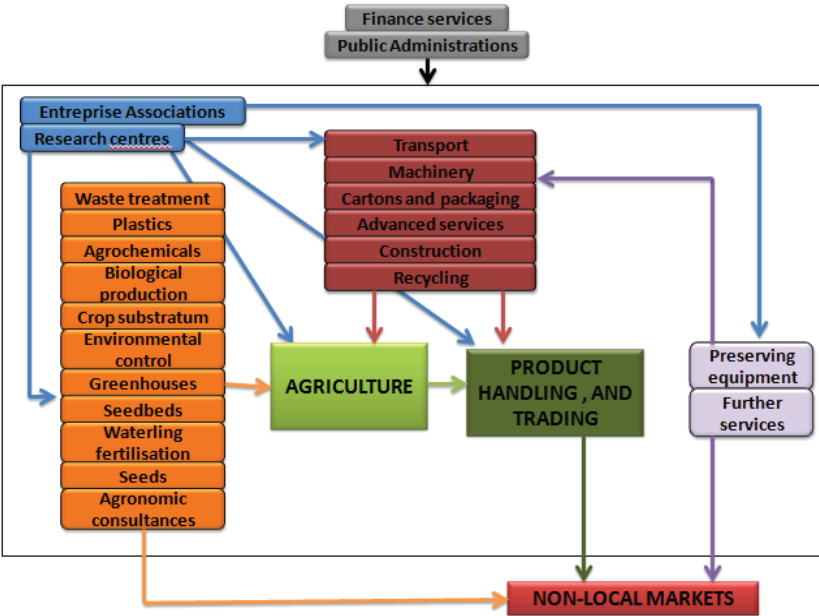 Finance services
Public Administrations
Entreprise Associations
Research centres
Transport
Machinery
Cartons and packaging
Advanced services
Construction
Recycling
Waste treatment
Plastics
Agrochemicals
Biological
production
Crop substratum
Environmental
control
Greenhouses
Seedbeds
Waterling
fertilisation
Seeds
Agronomic
consultances
AGRICULTURE
PRODUCT
HANDLING , AND
TRADING
Preserving
equipment
Further
services
NON-LOCAL MARKETS